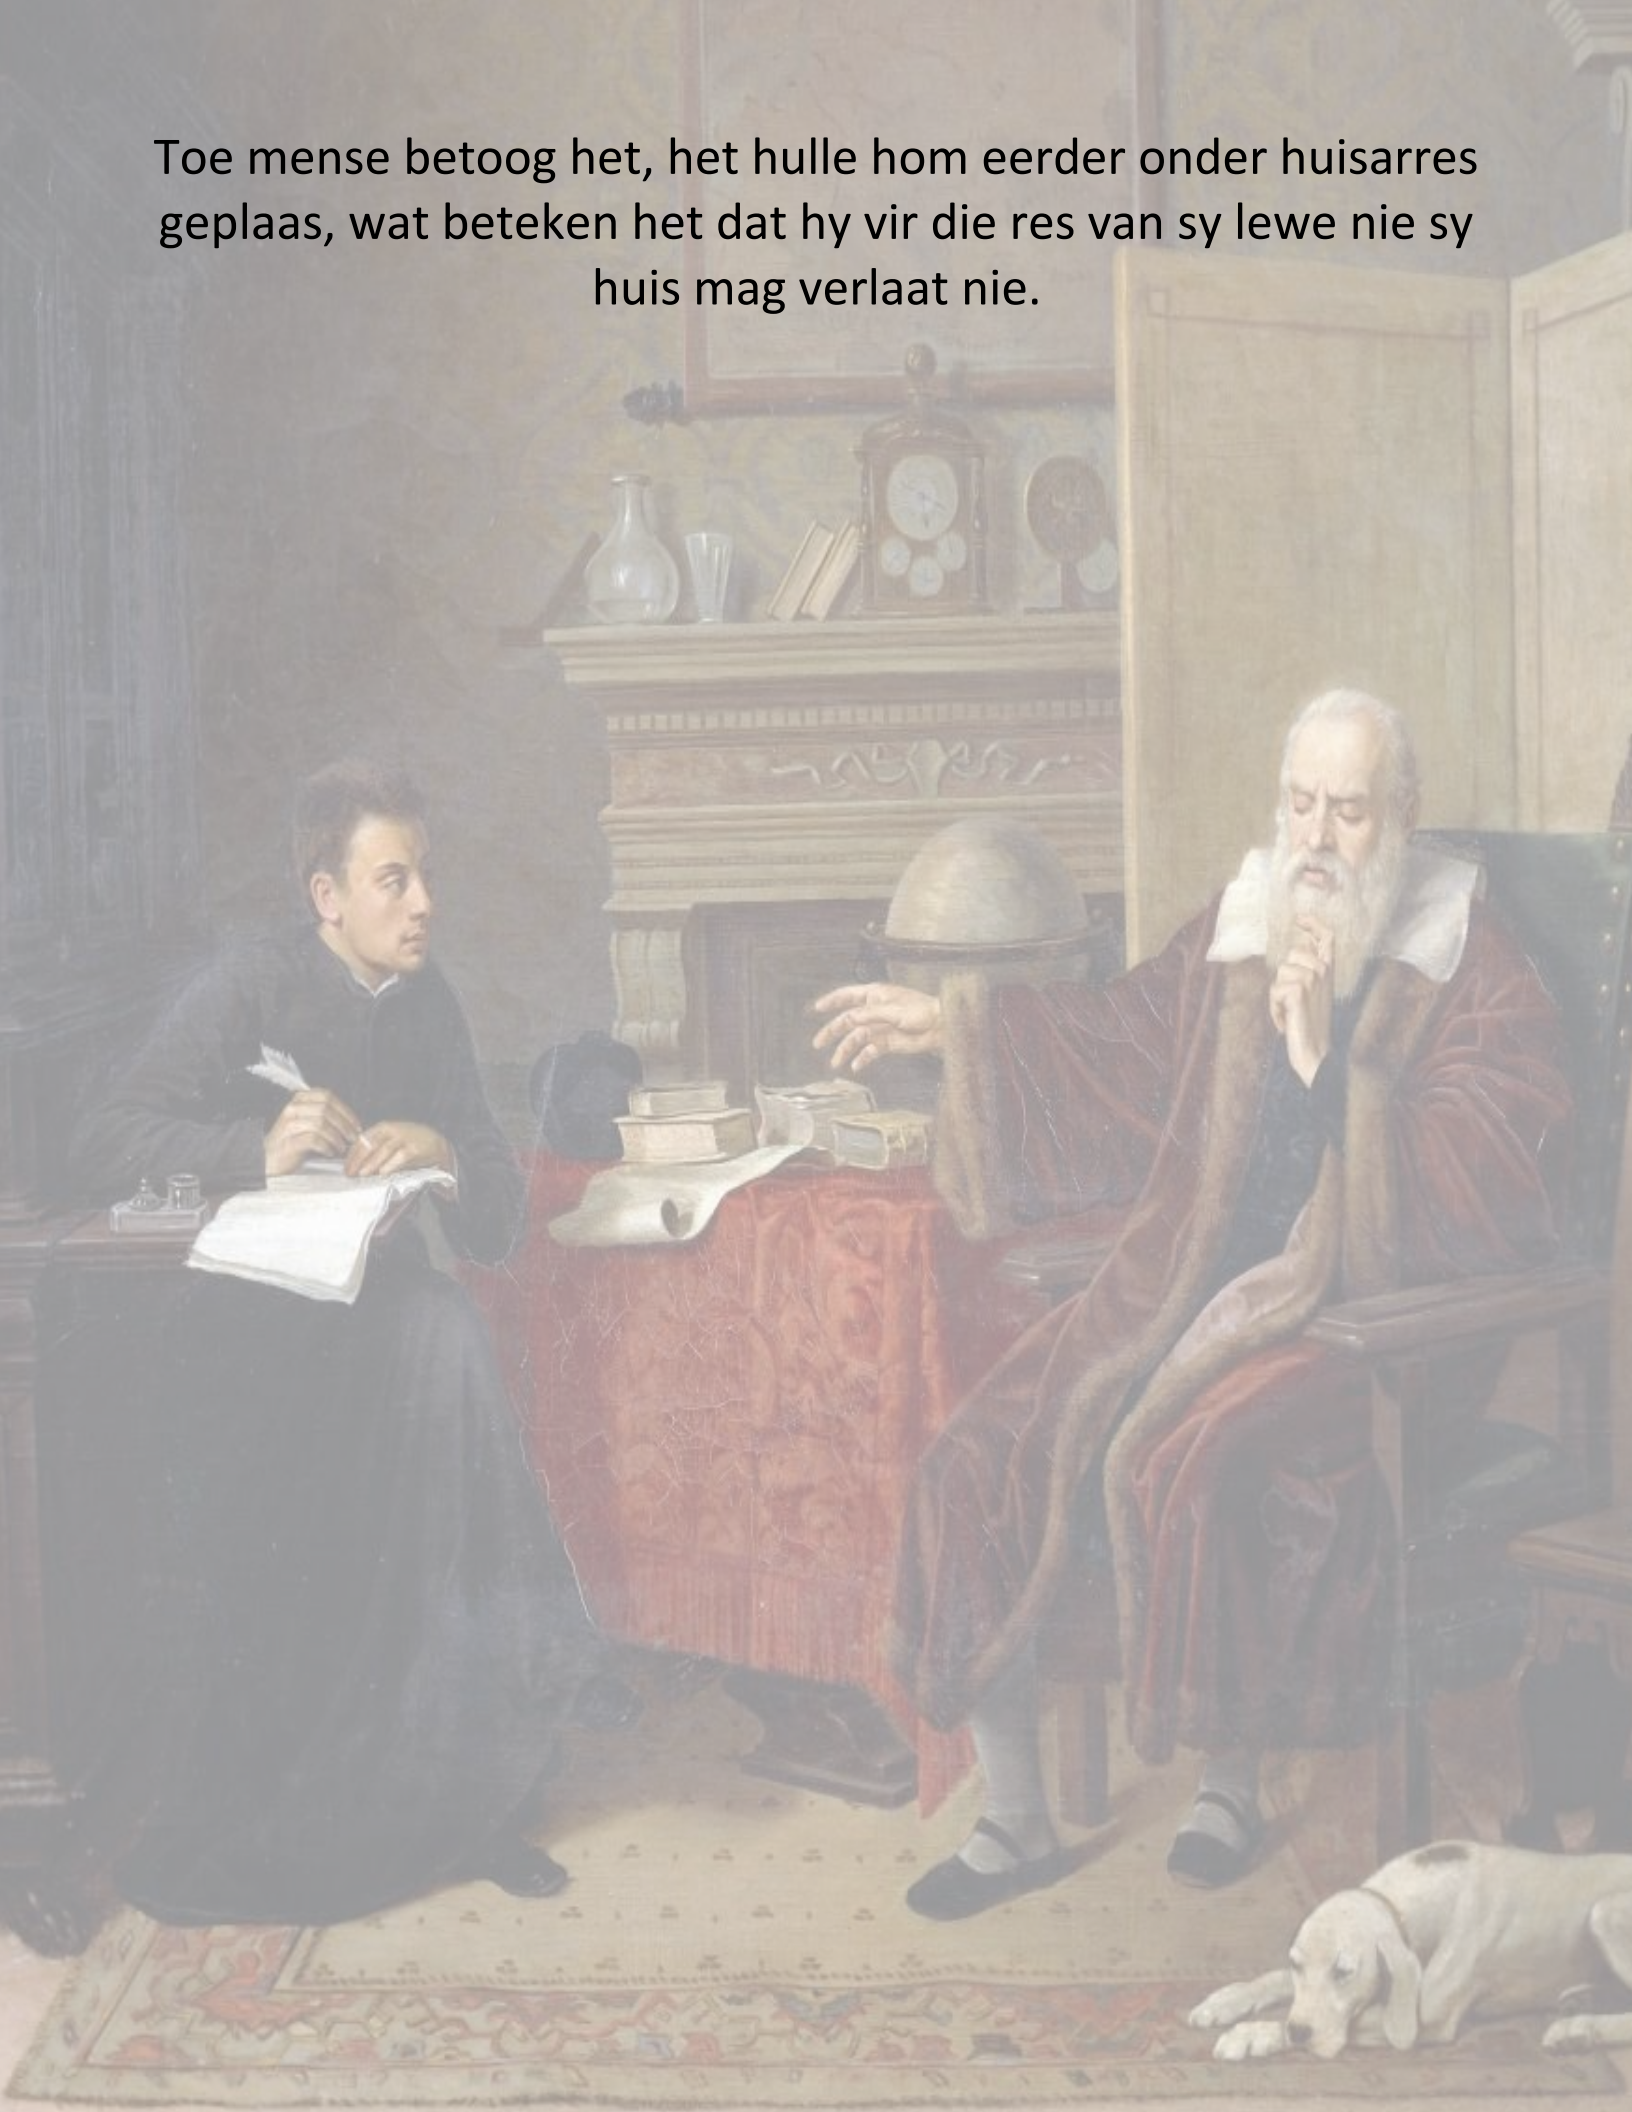 Toe mense betoog het, het hulle hom eerder onder huisarres
geplaas, wat beteken het dat hy vir die res van sy lewe nie sy
huis mag verlaat nie.